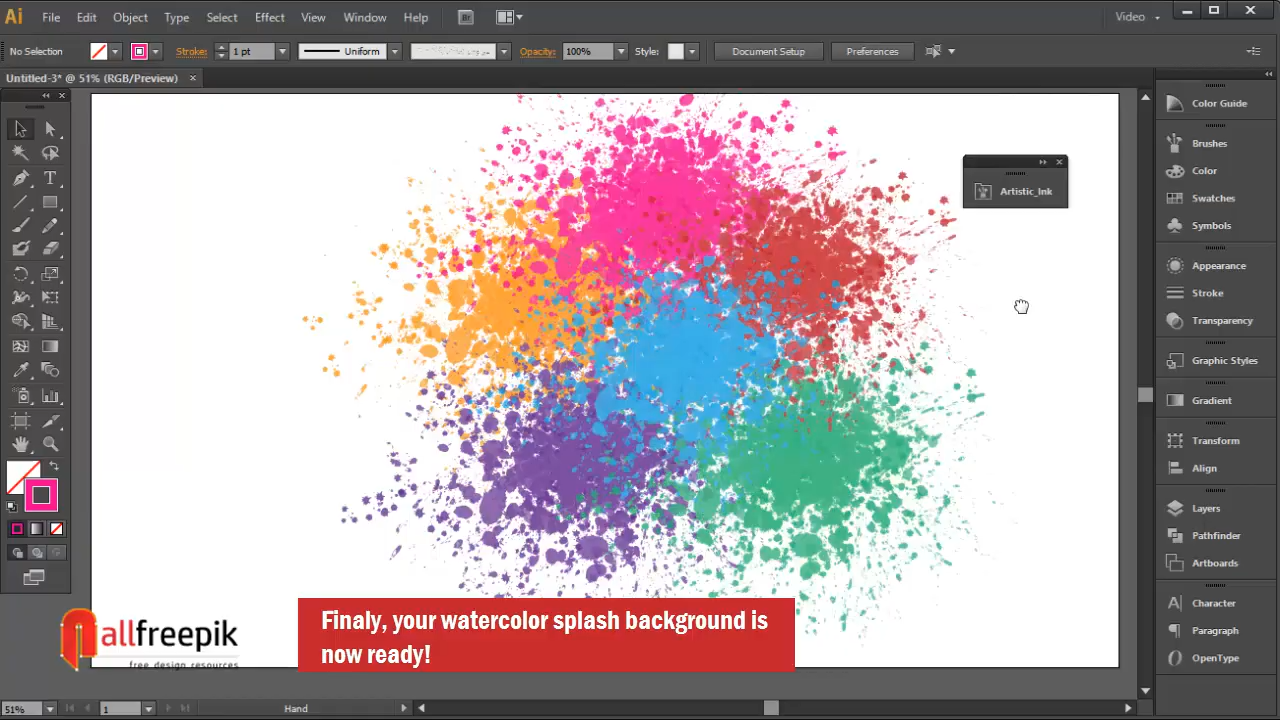 Ai File Edit Object Type Select Effect View Window Help Br Video
No Selection Stroke: 1 pt Uniform Opacity: 100% Style: Document Setup Preferences
Untitled-3* @ 51% (RGB/Preview)
Color Guide
Brushes
Color
Swatches
Symbols
Appearance
Stroke
Transparency
Graphic Styles
Gradient
Transform
Align
Layers
Pathfinder
Artboards
Character
Paragraph
OpenType
Artistic_Ink
allfreepik
free design resources
Finaly, your watercolor splash background is
now ready!
51% 1 Hand